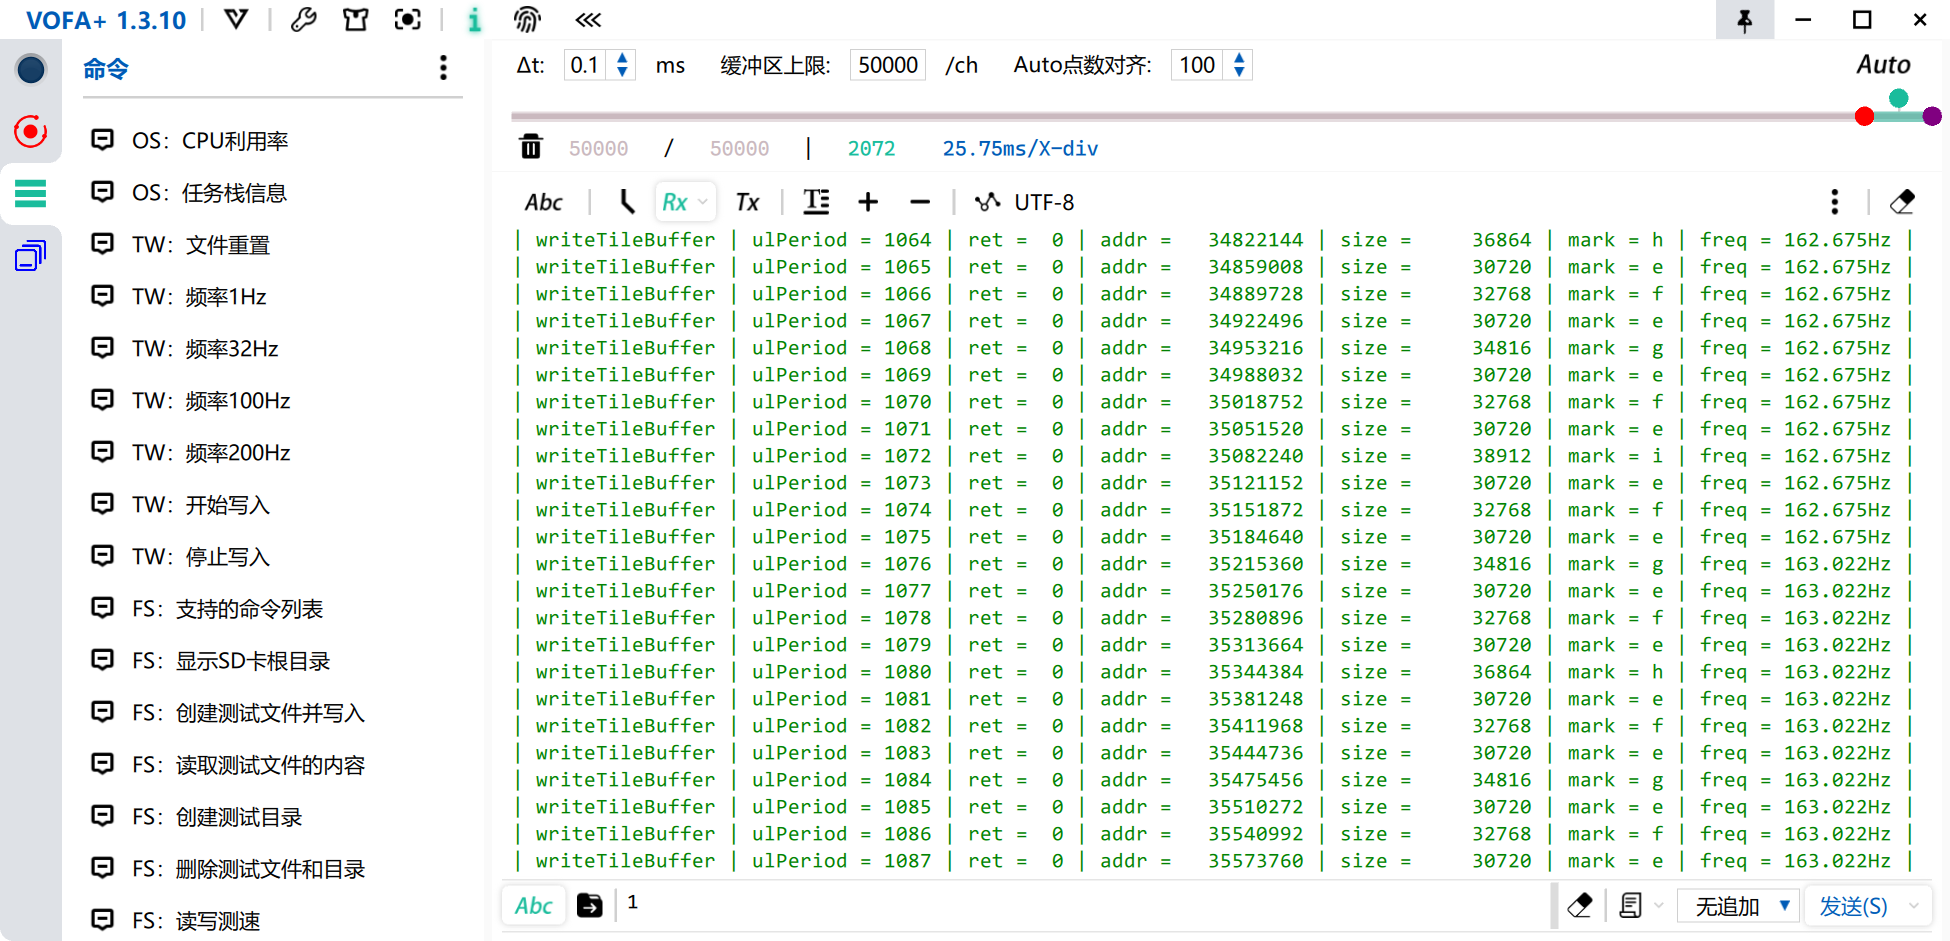 VOFA+ 1.3.10
命令
OS：CPU利用率
OS：任务栈信息
TW：文件重置
TW：频率1Hz
TW：频率32Hz
TW：频率100Hz
TW：频率200Hz
TW：开始写入
TW：停止写入
FS：支持的命令列表
FS：显示SD卡根目录
FS：创建测试文件并写入
FS：读取测试文件的内容
FS：创建测试目录
FS：删除测试文件和目录
FS：读写测速
Δt: 0.1 ms 缓冲区上限: 50000 /ch Auto点数对齐: 100 Auto
50000 / 50000 | 2072 25.75ms/X-div
Abc Rx Tx UTF-8
| writeTileBuffer | ulPeriod = 1064 | ret = 0 | addr = 34822144 | size = 36864 | mark = h | freq = 162.675Hz |
| writeTileBuffer | ulPeriod = 1065 | ret = 0 | addr = 34859008 | size = 30720 | mark = e | freq = 162.675Hz |
| writeTileBuffer | ulPeriod = 1066 | ret = 0 | addr = 34889728 | size = 32768 | mark = f | freq = 162.675Hz |
| writeTileBuffer | ulPeriod = 1067 | ret = 0 | addr = 34922496 | size = 30720 | mark = e | freq = 162.675Hz |
| writeTileBuffer | ulPeriod = 1068 | ret = 0 | addr = 34953216 | size = 34816 | mark = g | freq = 162.675Hz |
| writeTileBuffer | ulPeriod = 1069 | ret = 0 | addr = 34988032 | size = 30720 | mark = e | freq = 162.675Hz |
| writeTileBuffer | ulPeriod = 1070 | ret = 0 | addr = 35018752 | size = 32768 | mark = f | freq = 162.675Hz |
| writeTileBuffer | ulPeriod = 1071 | ret = 0 | addr = 35051520 | size = 30720 | mark = e | freq = 162.675Hz |
| writeTileBuffer | ulPeriod = 1072 | ret = 0 | addr = 35082240 | size = 38912 | mark = i | freq = 162.675Hz |
| writeTileBuffer | ulPeriod = 1073 | ret = 0 | addr = 35121152 | size = 30720 | mark = e | freq = 162.675Hz |
| writeTileBuffer | ulPeriod = 1074 | ret = 0 | addr = 35151872 | size = 32768 | mark = f | freq = 162.675Hz |
| writeTileBuffer | ulPeriod = 1075 | ret = 0 | addr = 35184640 | size = 30720 | mark = e | freq = 162.675Hz |
| writeTileBuffer | ulPeriod = 1076 | ret = 0 | addr = 35215360 | size = 34816 | mark = g | freq = 163.022Hz |
| writeTileBuffer | ulPeriod = 1077 | ret = 0 | addr = 35250176 | size = 30720 | mark = e | freq = 163.022Hz |
| writeTileBuffer | ulPeriod = 1078 | ret = 0 | addr = 35280896 | size = 32768 | mark = f | freq = 163.022Hz |
| writeTileBuffer | ulPeriod = 1079 | ret = 0 | addr = 35313664 | size = 30720 | mark = e | freq = 163.022Hz |
| writeTileBuffer | ulPeriod = 1080 | ret = 0 | addr = 35344384 | size = 36864 | mark = h | freq = 163.022Hz |
| writeTileBuffer | ulPeriod = 1081 | ret = 0 | addr = 35381248 | size = 30720 | mark = e | freq = 163.022Hz |
| writeTileBuffer | ulPeriod = 1082 | ret = 0 | addr = 35411968 | size = 32768 | mark = f | freq = 163.022Hz |
| writeTileBuffer | ulPeriod = 1083 | ret = 0 | addr = 35444736 | size = 30720 | mark = e | freq = 163.022Hz |
| writeTileBuffer | ulPeriod = 1084 | ret = 0 | addr = 35475456 | size = 34816 | mark = g | freq = 163.022Hz |
| writeTileBuffer | ulPeriod = 1085 | ret = 0 | addr = 35510272 | size = 30720 | mark = e | freq = 163.022Hz |
| writeTileBuffer | ulPeriod = 1086 | ret = 0 | addr = 35540992 | size = 32768 | mark = f | freq = 163.022Hz |
| writeTileBuffer | ulPeriod = 1087 | ret = 0 | addr = 35573760 | size = 30720 | mark = e | freq = 163.022Hz |
Abc 1 无追加 发送(S)